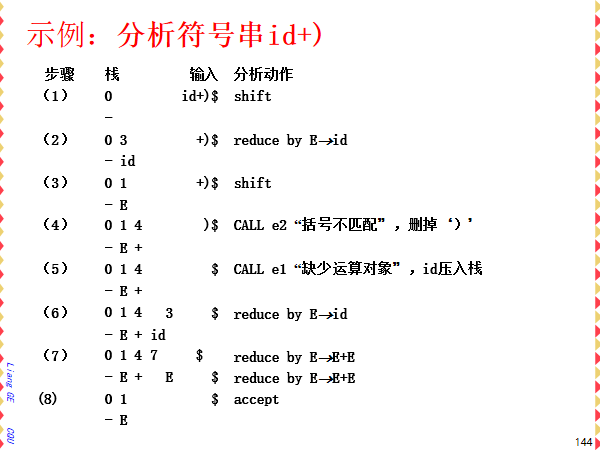 示例：分析符号串id+)
步骤 栈 输入 分析动作
（1） 0 id+)$ shift
-
（2） 0 3 +)$ reduce by E→id
- id
（3） 0 1 +)$ shift
- E
（4） 0 1 4 )$ CALL e2“括号不匹配”，删掉‘）’
- E +
（5） 0 1 4 $ CALL e1“缺少运算对象”，id压入栈
- E +
（6） 0 1 4 3 $ reduce by E→id
- E + id
（7） 0 1 4 7 $ reduce by E→E+E
- E + E $ reduce by E→E+E
(8) 0 1 $ accept
- E
Liang GE CQU
144